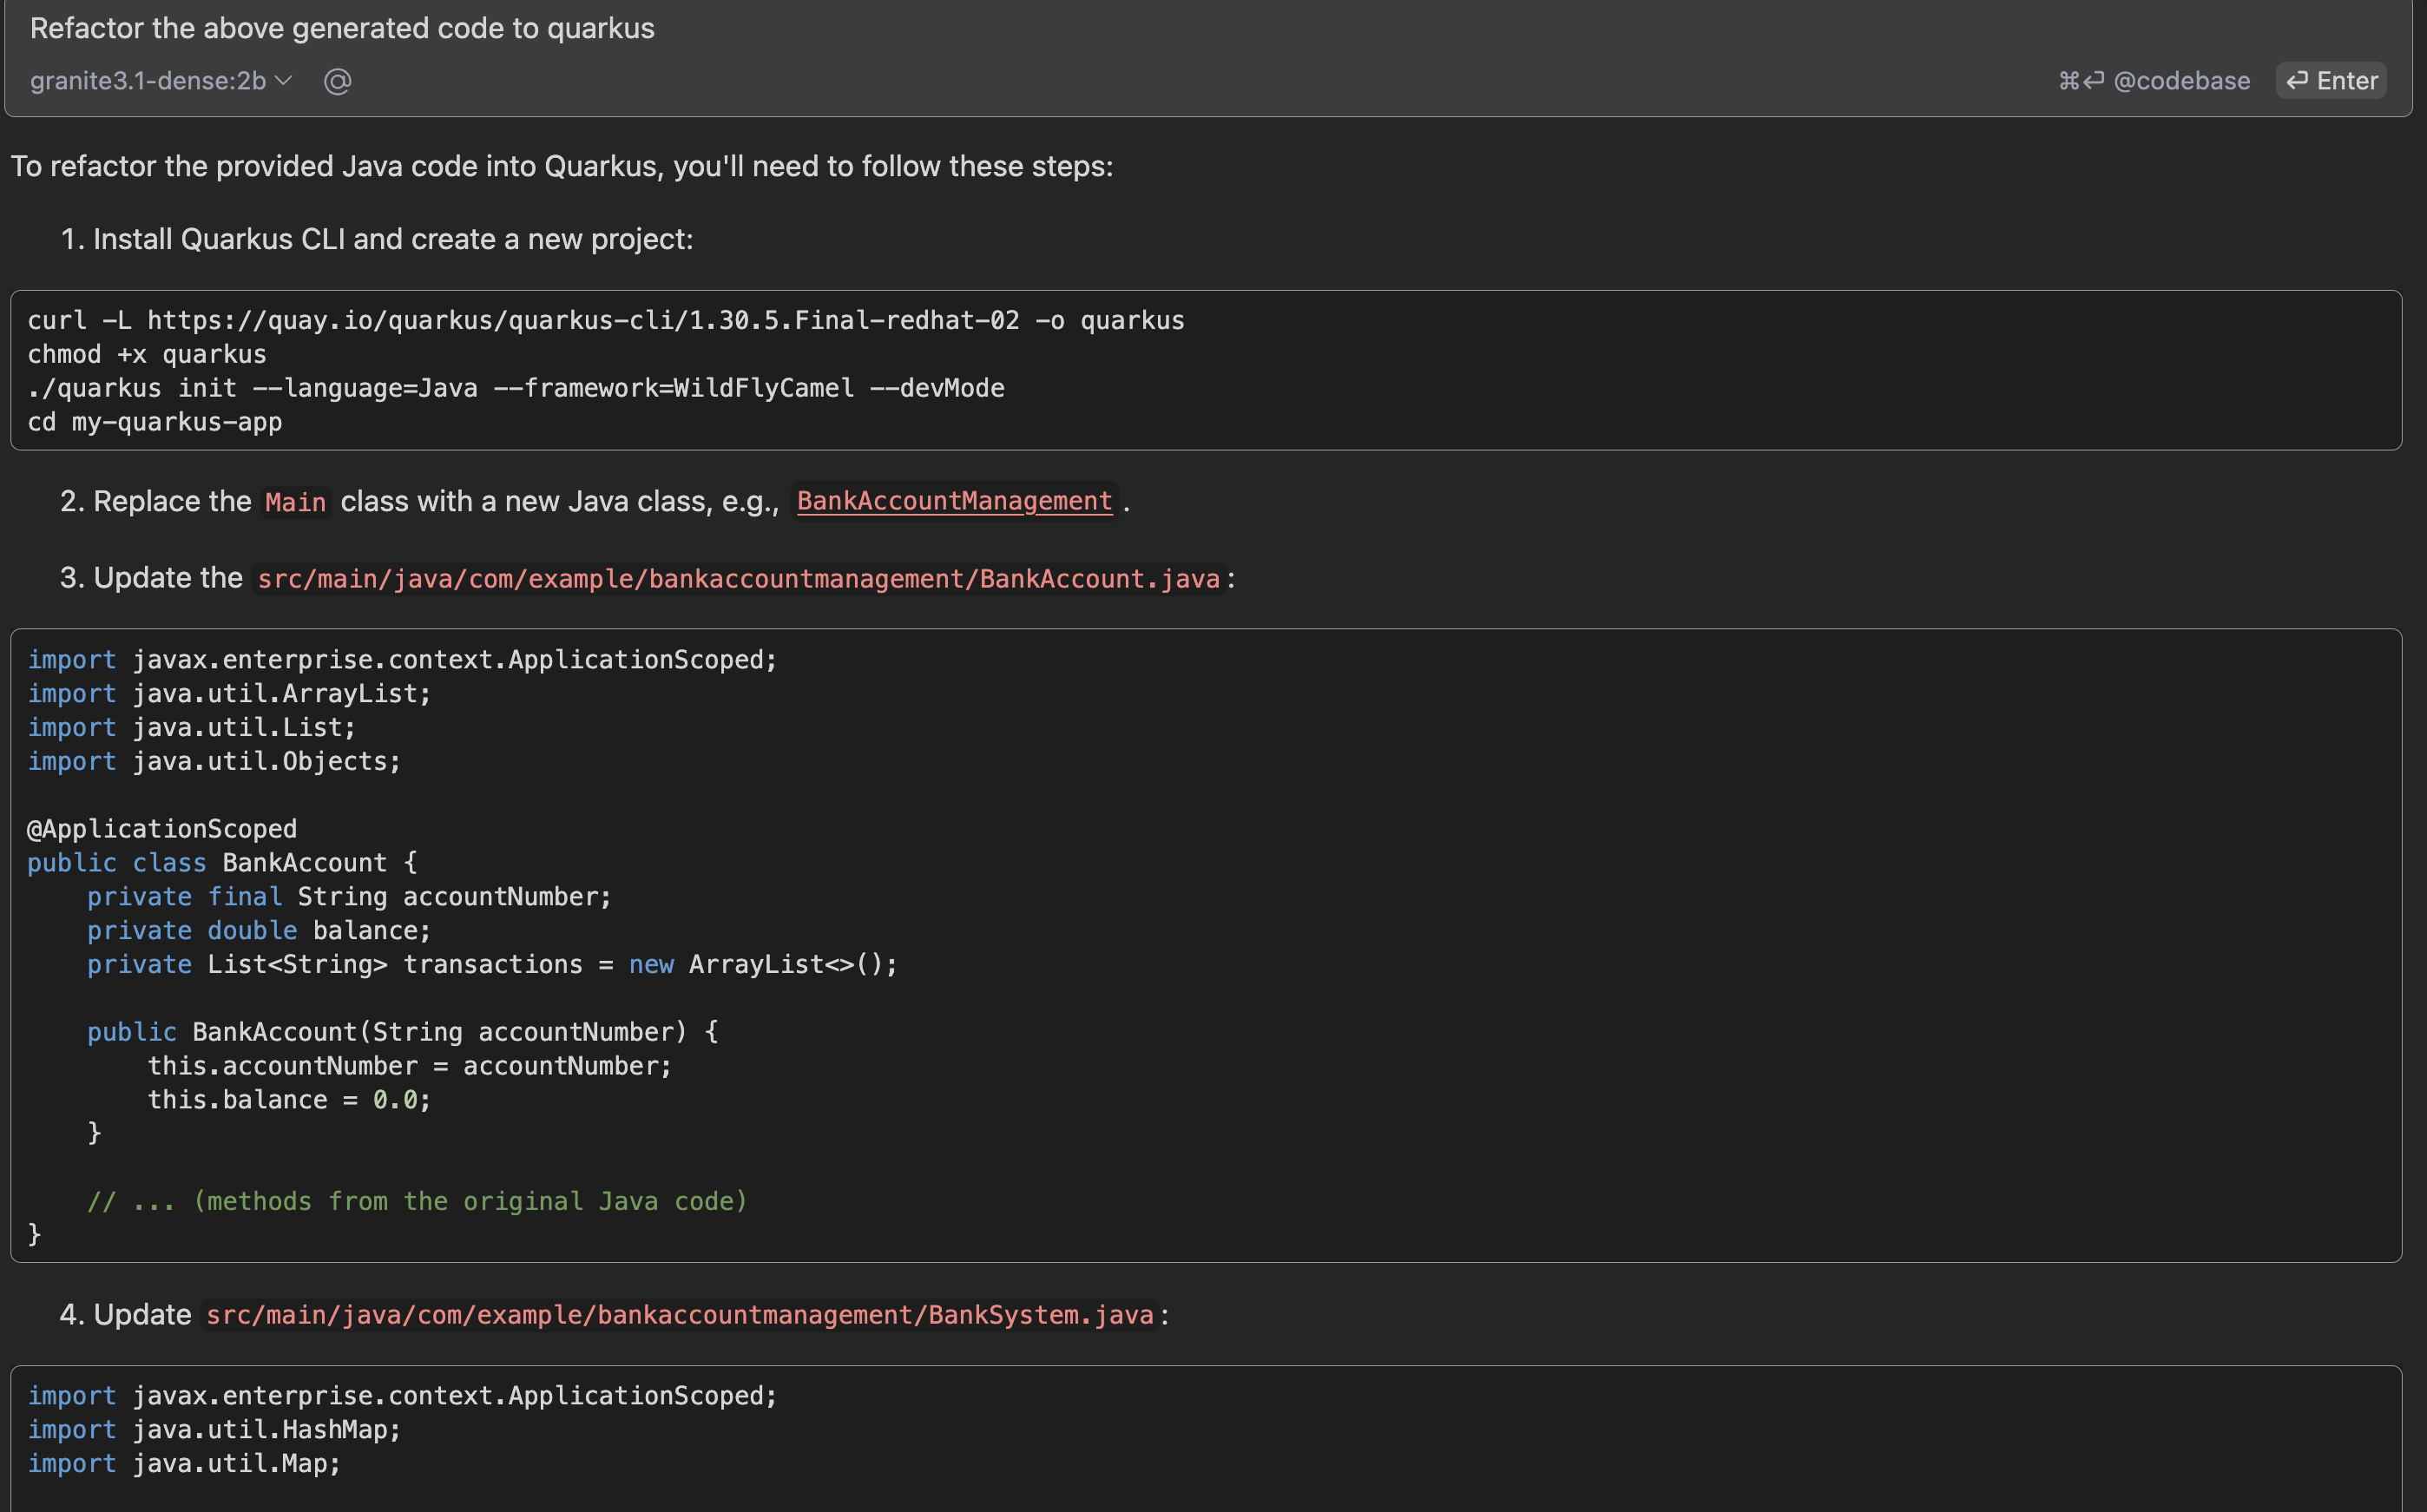 Refactor the above generated code to quarkus
granite3.1-dense:2b @ ⌘⏎ @codebase ⏎ Enter
To refactor the provided Java code into Quarkus, you'll need to follow these steps:
1. Install Quarkus CLI and create a new project:
curl -L https://quay.io/quarkus/quarkus-cli/1.30.5.Final-redhat-02 -o quarkus
chmod +x quarkus
./quarkus init --language=Java --framework=WildFlyCamel --devMode
cd my-quarkus-app
2. Replace the Main class with a new Java class, e.g., BankAccountManagement .
3. Update the src/main/java/com/example/bankaccountmanagement/BankAccount.java:
import javax.enterprise.context.ApplicationScoped;
import java.util.ArrayList;
import java.util.List;
import java.util.Objects;
@ApplicationScoped
public class BankAccount {
    private final String accountNumber;
    private double balance;
    private List<String> transactions = new ArrayList<>();
    public BankAccount(String accountNumber) {
        this.accountNumber = accountNumber;
        this.balance = 0.0;
    }
    // ... (methods from the original Java code)
}
4. Update src/main/java/com/example/bankaccountmanagement/BankSystem.java:
import javax.enterprise.context.ApplicationScoped;
import java.util.HashMap;
import java.util.Map;